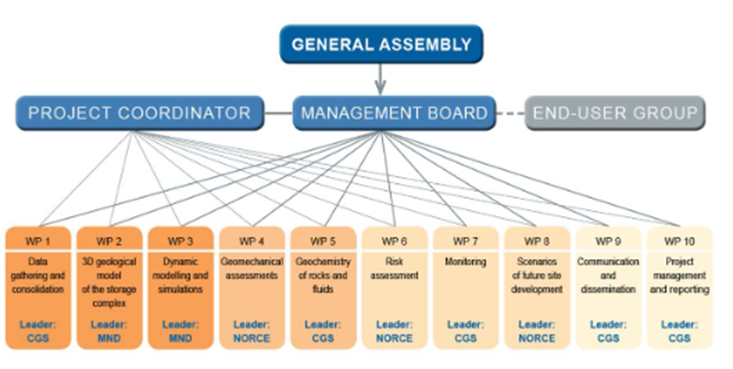 GENERAL ASSEMBLY
PROJECT COORDINATOR
MANAGEMENT BOARD
END-USER GROUP
WP 1
Data
gathering and
consolidation
Leader:
CGS
WP 2
3D geological
model
of the storage
complex
Leader:
MND
WP 3
Dynamic
modelling and
simulations
Leader:
MND
WP 4
Geomechanical
assessments
Leader:
NORCE
WP 5
Geochemistry
of rocks and
fluids
Leader:
CGS
WP 6
Risk
assessment
Leader:
NORCE
WP 7
Monitoring
Leader:
CGS
WP 8
Scenarios
of future site
development
Leader:
NORCE
WP 9
Communication
and
dissemination
Leader:
CGS
WP 10
Project
management
and reporting
Leader:
CGS